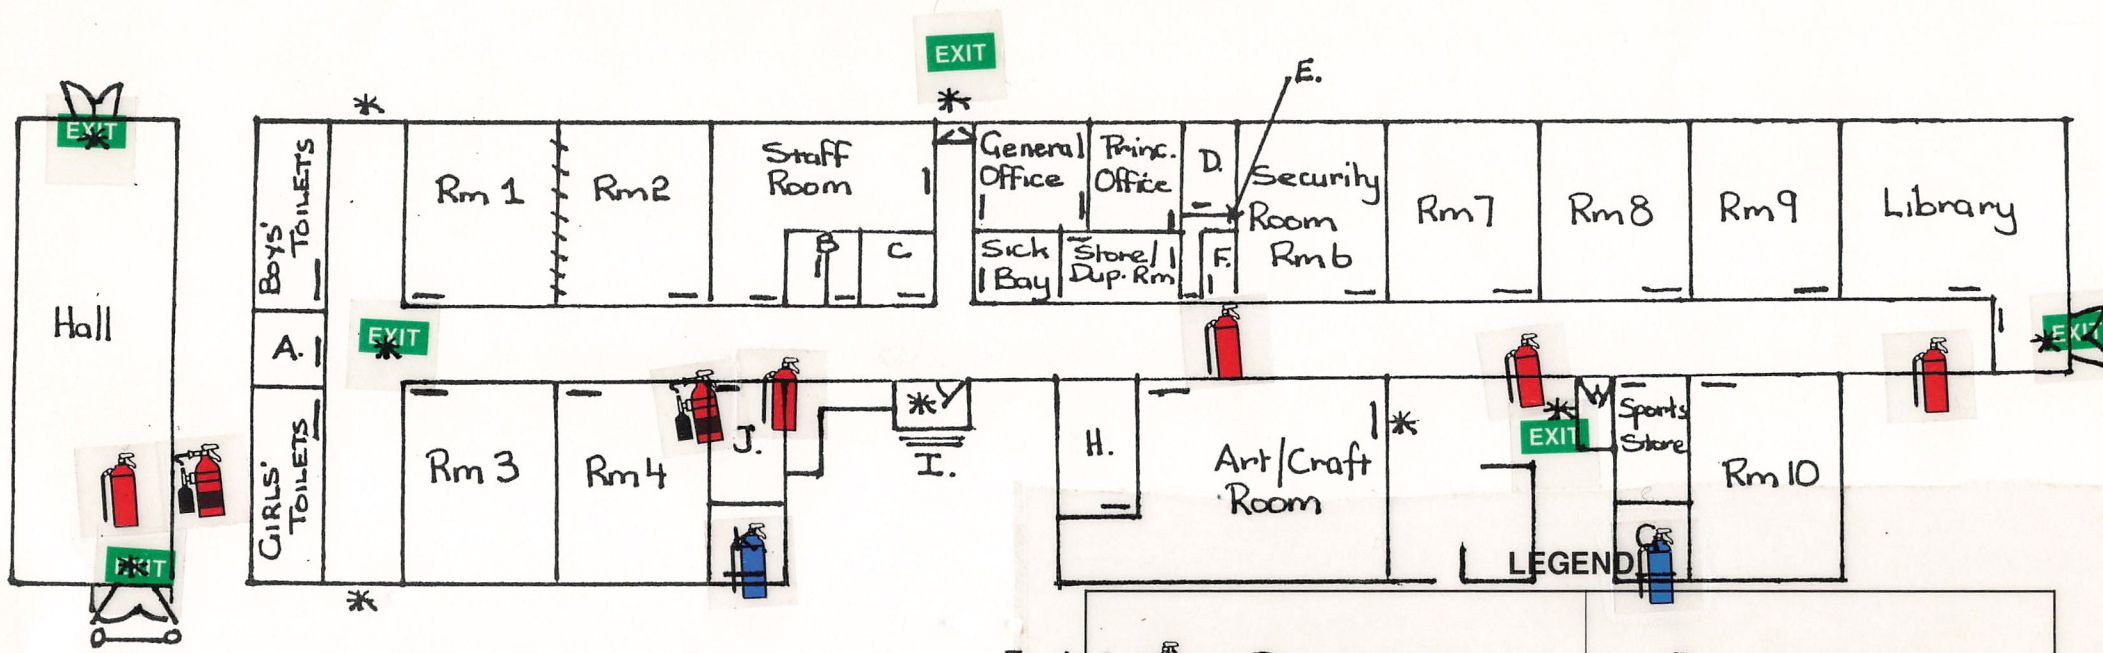 EXIT
E.
EXIT
Hall
BOYS'
TOILETS
A.
GIRLS'
TOILETS
EXIT
EXIT
Rm 1
Rm2
Staff
Room
B
C
General
Office
Princ.
Office
D.
Sick
Bay
Store/
Dup. Rm
F.
Security
Room
Rm6
Rm7
Rm8
Rm9
Library
EXIT
Rm 3
Rm4
J.
K
I.
H.
Art/Craft
Room
EXIT
Sports
Store
G
Rm10
LEGEND